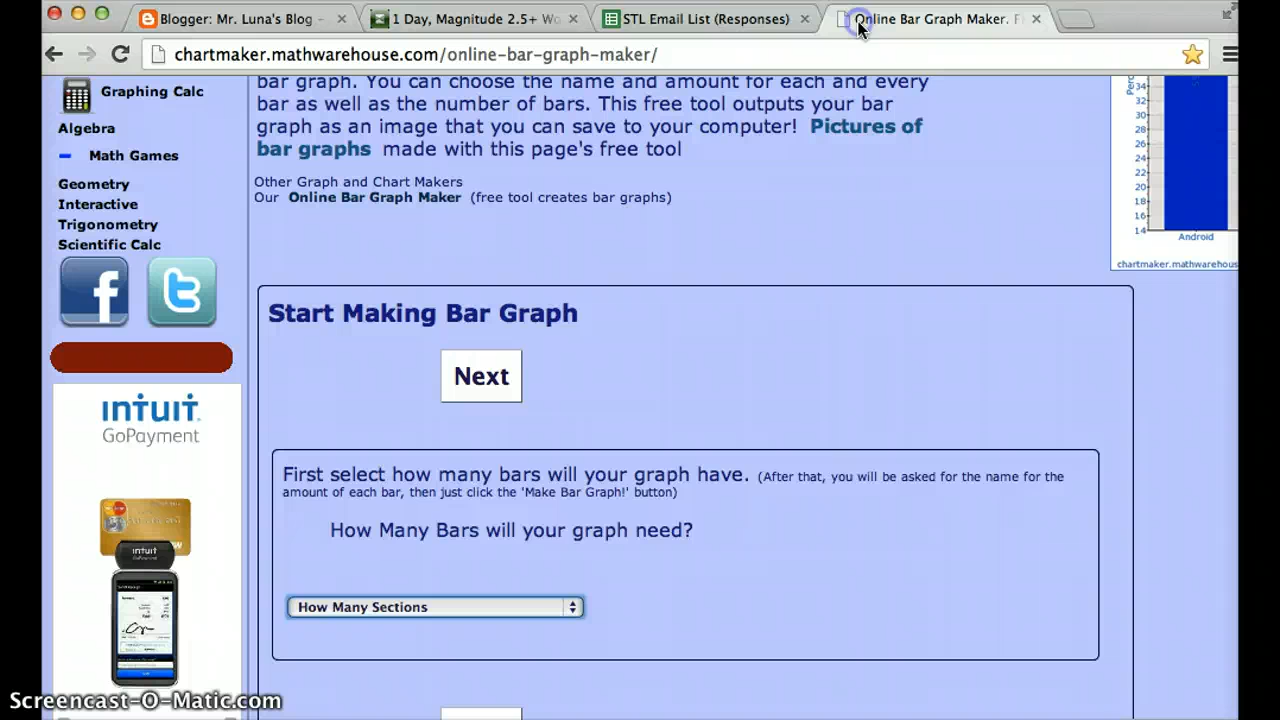 Blogger: Mr. Luna's Blog -
1 Day, Magnitude 2.5+ Wo
STL Email List (Responses)
Online Bar Graph Maker. F
chartmaker.mathwarehouse.com/online-bar-graph-maker/
Graphing Calc
Algebra
Math Games
Geometry
Interactive
Trigonometry
Scientific Calc
intuit
GoPayment
intuit
GoPayment
bar graph. You can choose the name and amount for each and every
bar as well as the number of bars. This free tool outputs your bar
graph as an image that you can save to your computer! Pictures of
bar graphs made with this page's free tool
Other Graph and Chart Makers
Our Online Bar Graph Maker (free tool creates bar graphs)
Perc
34
32
30
28
26
24
22
20
18
16
14
Android
chartmaker.mathwarehous
Start Making Bar Graph
Next
First select how many bars will your graph have. (After that, you will be asked for the name for the
amount of each bar, then just click the 'Make Bar Graph!' button)
How Many Bars will your graph need?
How Many Sections
Screencast-O-Matic.com